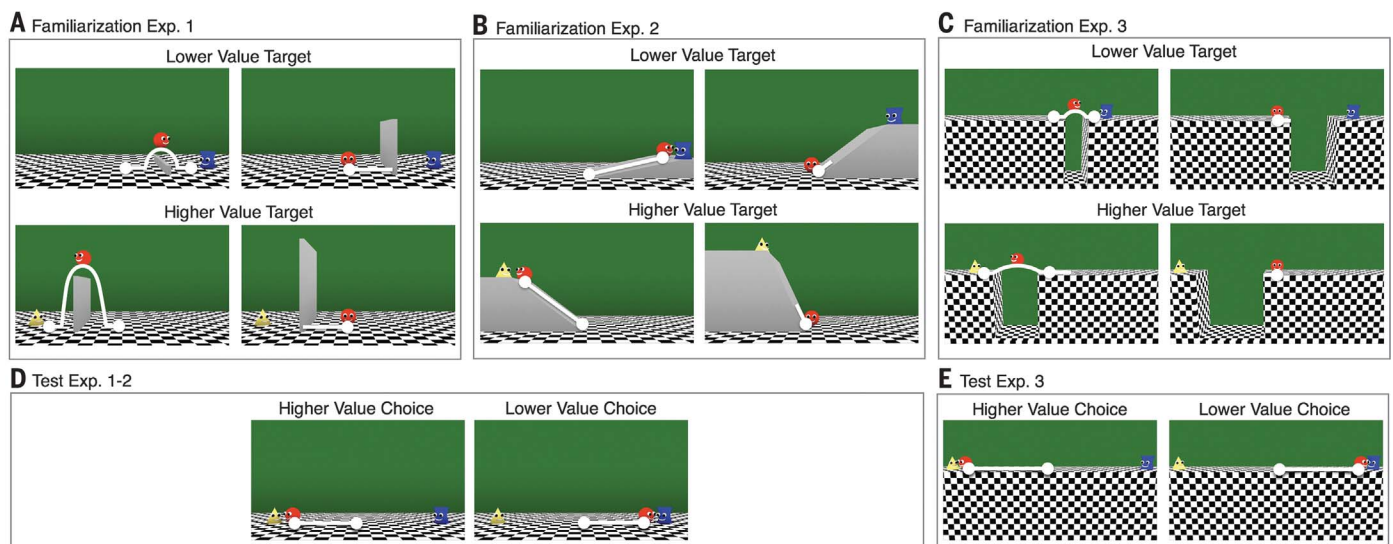 A Familiarization Exp. 1
Lower Value Target
Higher Value Target
B Familiarization Exp. 2
Lower Value Target
Higher Value Target
C Familiarization Exp. 3
Lower Value Target
Higher Value Target
D Test Exp. 1-2
Higher Value Choice
Lower Value Choice
E Test Exp. 3
Higher Value Choice
Lower Value Choice